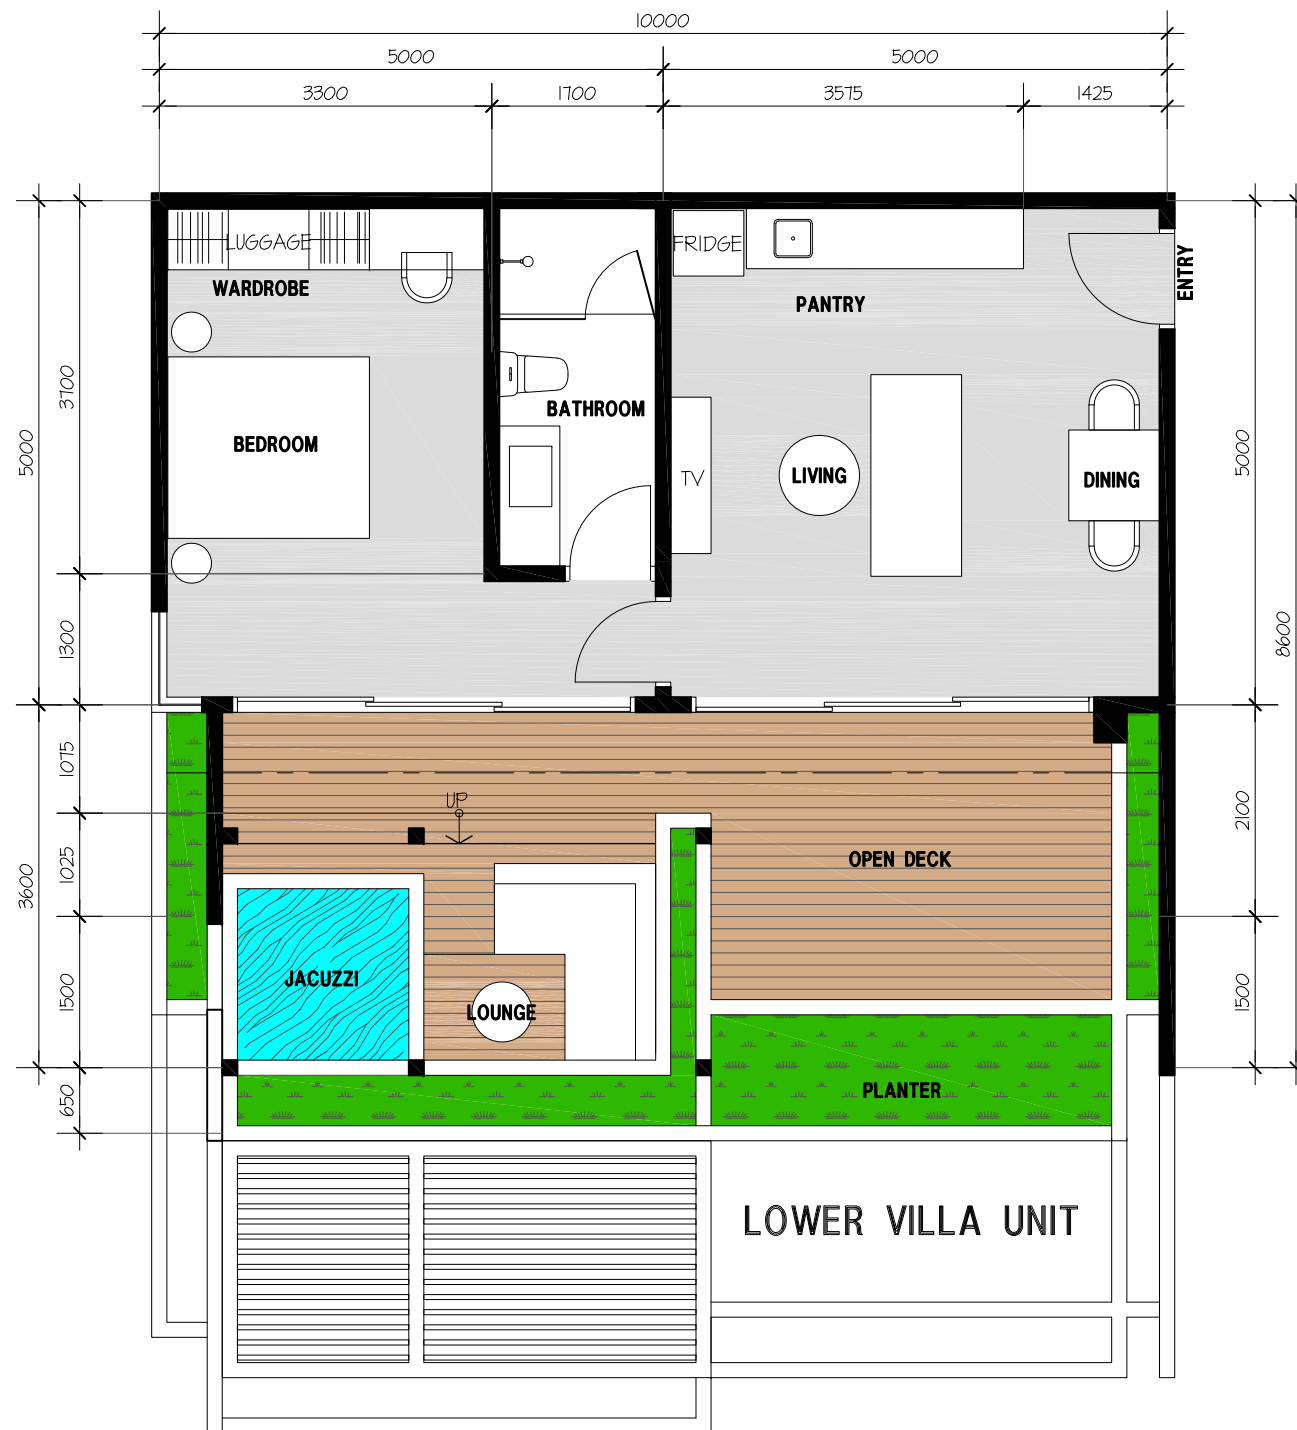 10000
5000
5000
3300
1700
3575
1425
LUGGAGE
FRIDGE
ENTRY
WARDROBE
PANTRY
3700
BATHROOM
BEDROOM
5000
5000
LIVING
TV
DINING
1300
8600
1075
UP
2100
OPEN DECK
1025
3600
JACUZZI
1500
1500
LOUNGE
PLANTER
650
LOWER VILLA UNIT